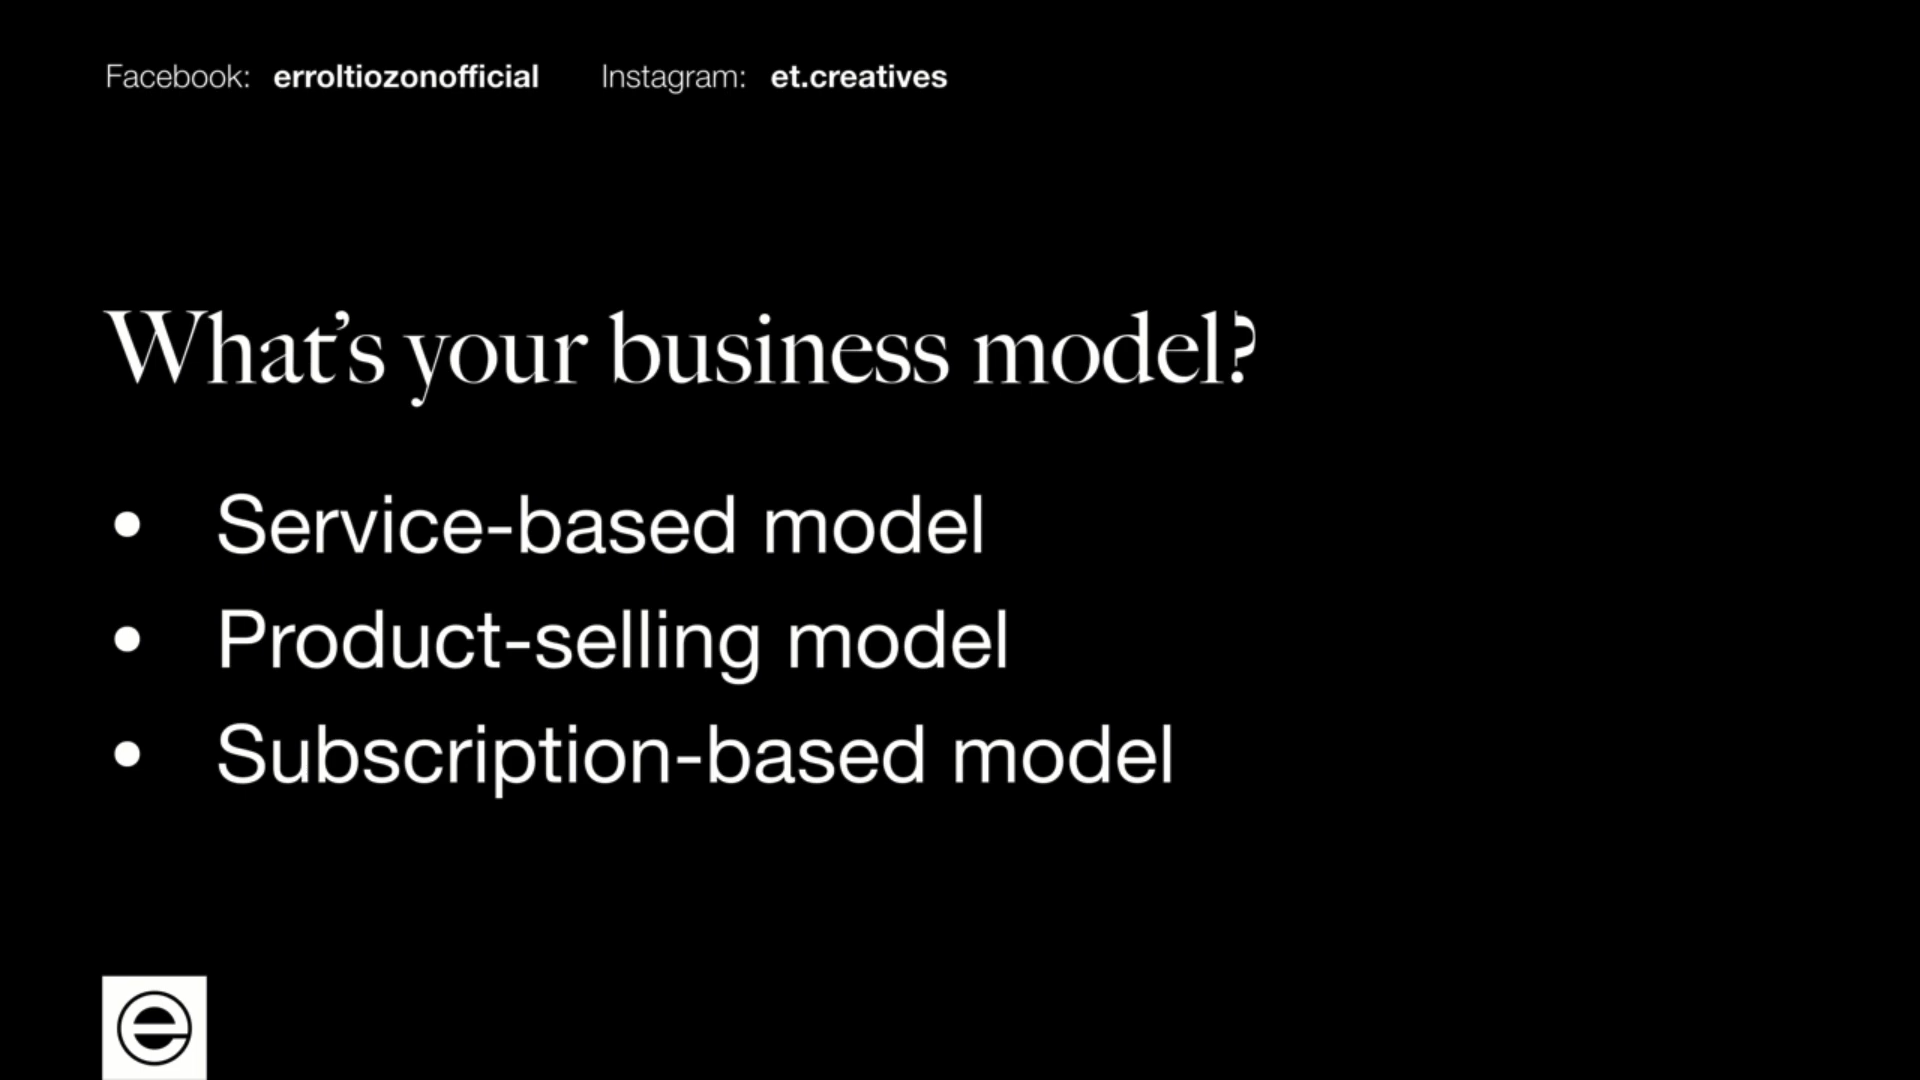 Facebook: erroltiozonofficial Instagram: et.creatives
What’s your business model?
• Service-based model
• Product-selling model
• Subscription-based model
e